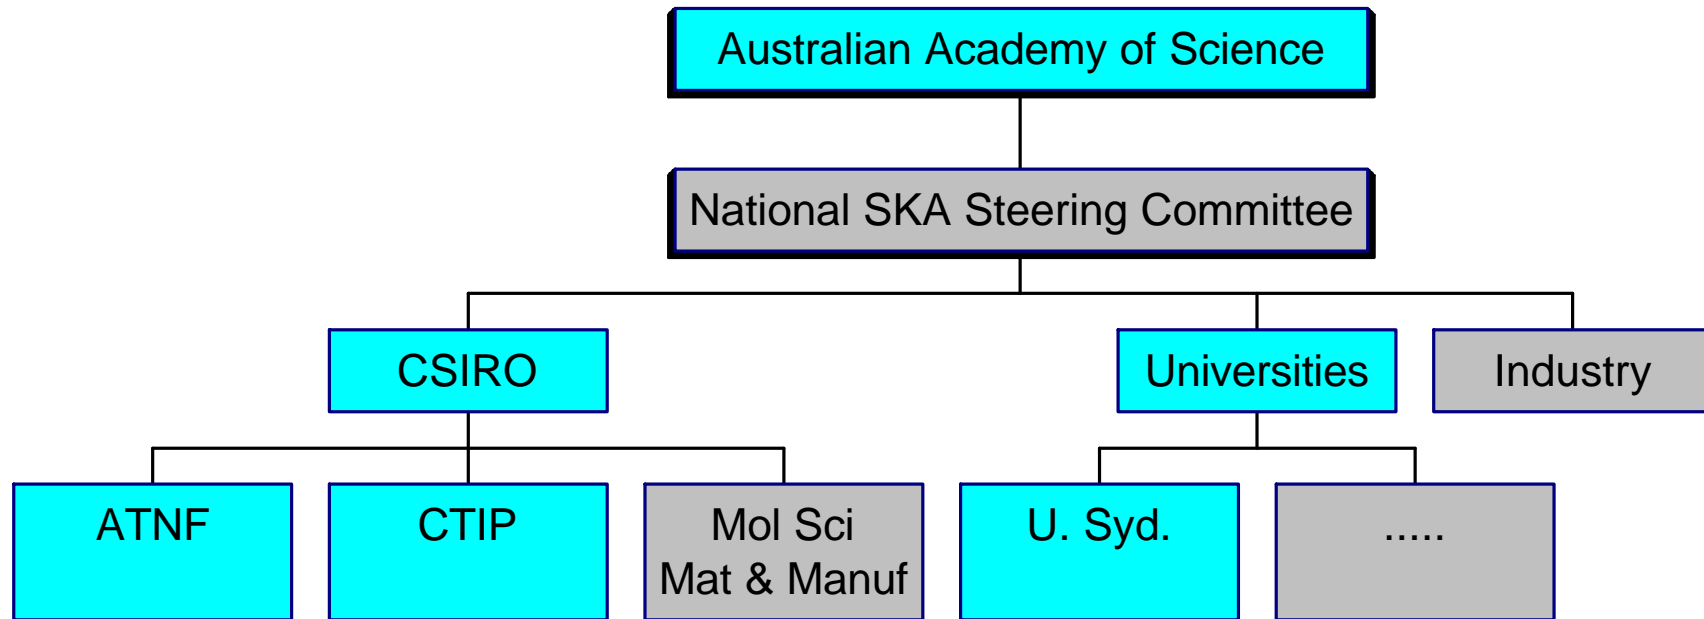 Australian Academy of Science
National SKA Steering Committee
CSIRO
Universities
Industry
ATNF
CTIP
Mol Sci
Mat & Manuf
U. Syd.
.....